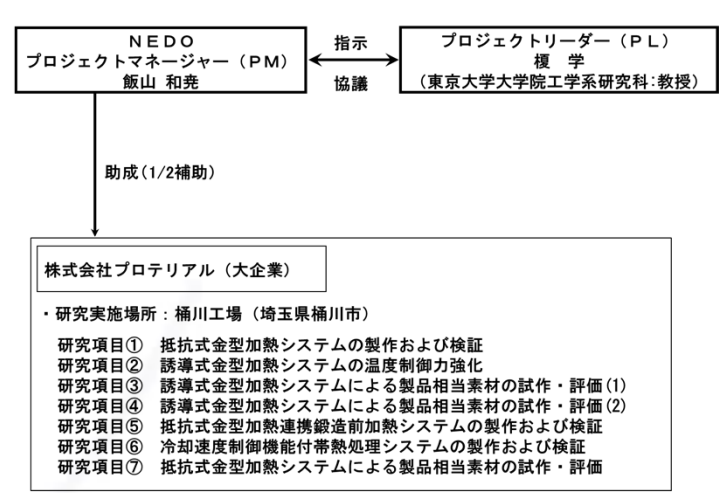 ＮＥＤＯ
プロジェクトマネージャー（ＰＭ）
飯山 和尭
指示
協議
プロジェクトリーダー（ＰＬ）
榎　学
（東京大学大学院工学系研究科：教授）
助成（1/2補助）
株式会社プロテリアル（大企業）
・研究実施場所：桶川工場（埼玉県桶川市）
研究項目①　抵抗式金型加熱システムの製作および検証
研究項目②　誘導式金型加熱システムの温度制御力強化
研究項目③　誘導式金型加熱システムによる製品相当素材の試作・評価(1)
研究項目④　誘導式金型加熱システムによる製品相当素材の試作・評価(2)
研究項目⑤　抵抗式金型加熱連携鍛造前加熱システムの製作および検証
研究項目⑥　冷却速度制御機能付帯熱処理システムの製作および検証
研究項目⑦　抵抗式金型加熱システムによる製品相当素材の試作・評価